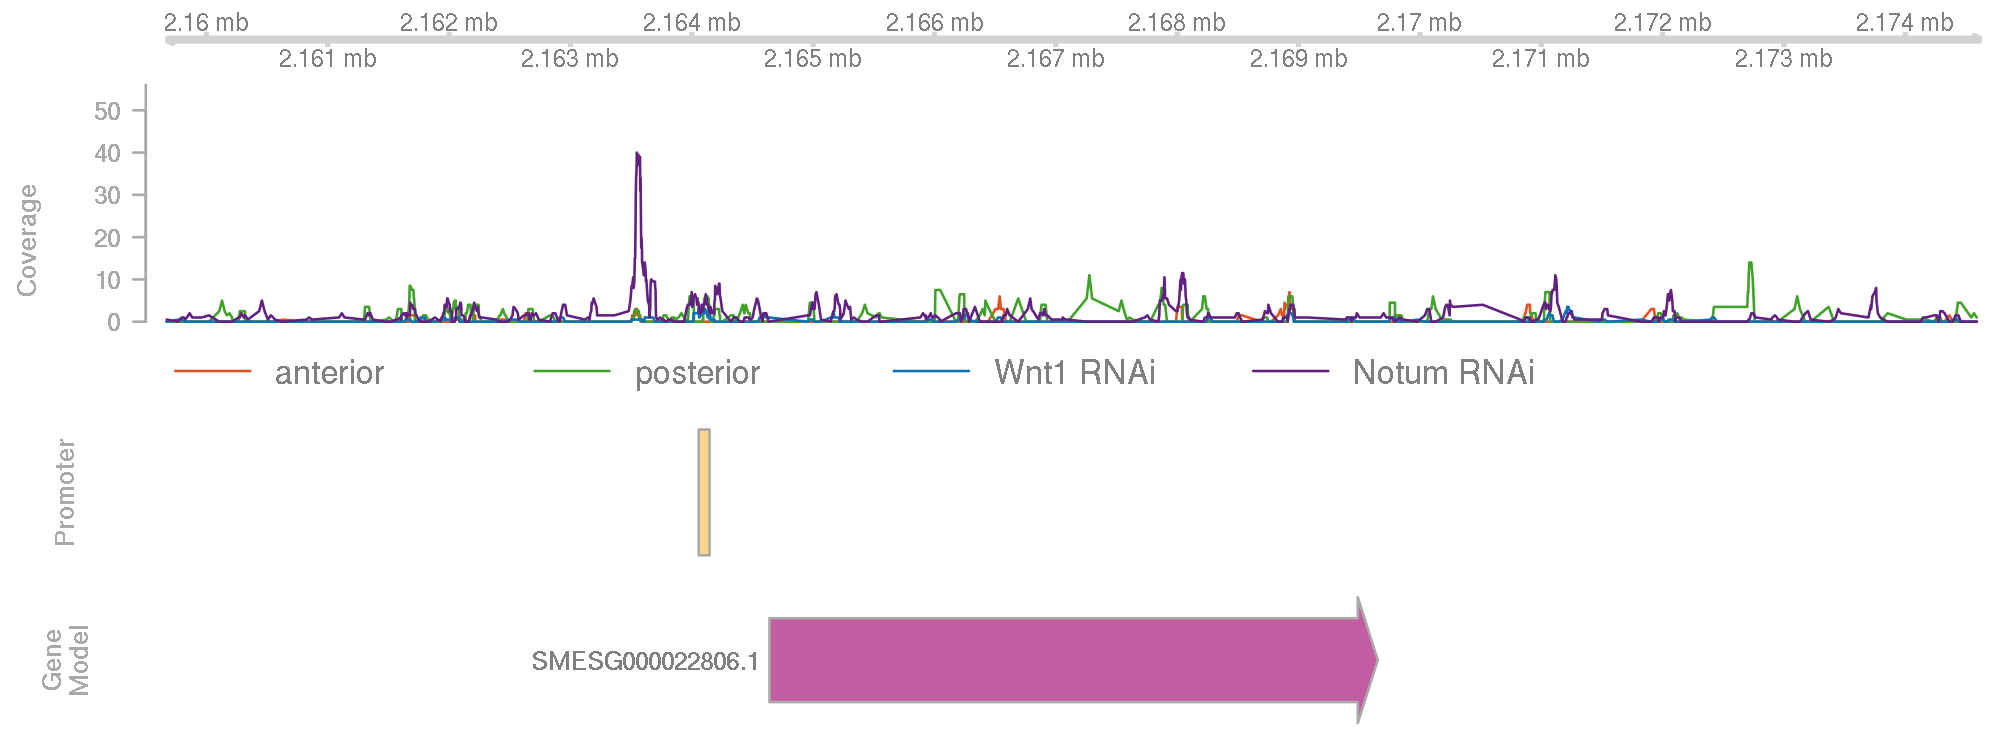 2.16 mb 2.162 mb 2.164 mb 2.166 mb 2.168 mb 2.17 mb 2.172 mb 2.174 mb
2.161 mb 2.163 mb 2.165 mb 2.167 mb 2.169 mb 2.171 mb 2.173 mb
50
40
30
20
10
0
Coverage
anterior posterior Wnt1 RNAi Notum RNAi
Promoter
Gene
Model
SMESG000022806.1